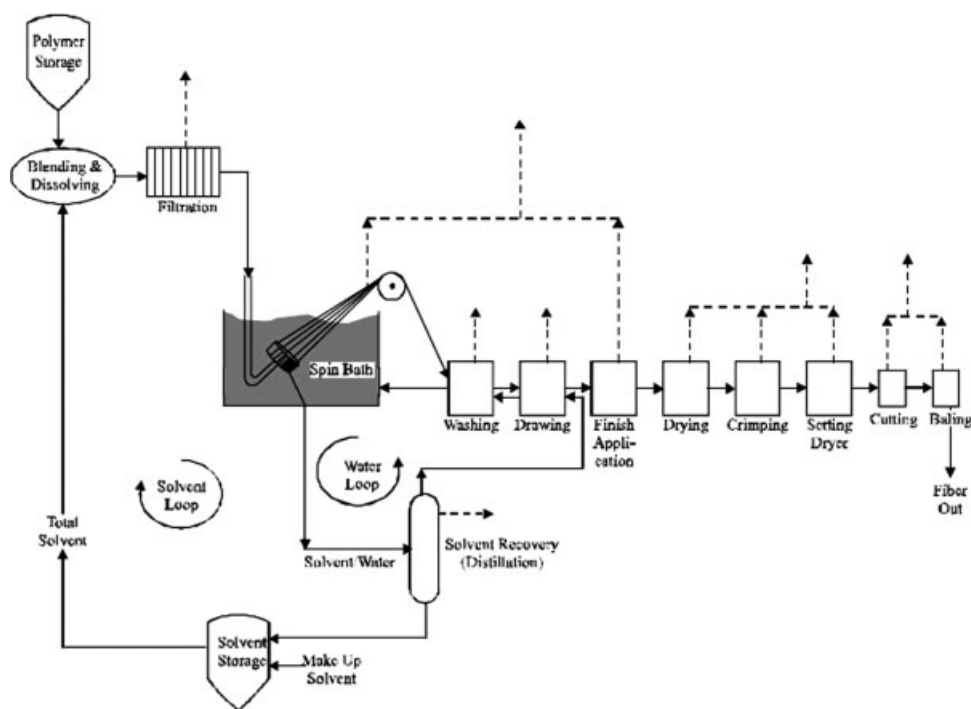 Polymer
Storage
Blending &
Dissolving
Filtration
Spin Bath
Washing
Drawing
Finish
Appli-
cation
Drying
Crimping
Setting
Dryer
Cutting
Baling
Fiber
Out
Solvent
Loop
Water
Loop
Total
Solvent
Solvent/Water
Solvent Recovery
(Distillation)
Solvent
Storage
Make Up
Solvent